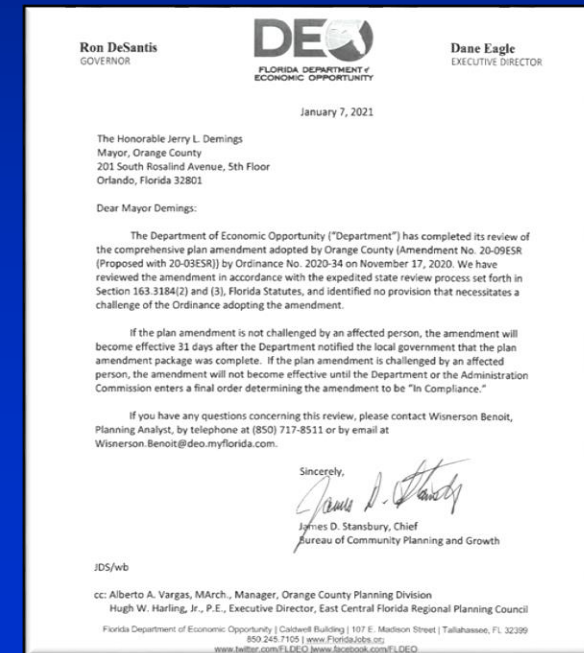 Ron DeSantis
GOVERNOR
DEO
FLORIDA DEPARTMENT of
ECONOMIC OPPORTUNITY
Dane Eagle
EXECUTIVE DIRECTOR
January 7, 2021
The Honorable Jerry L. Demings
Mayor, Orange County
201 South Rosalind Avenue, 5th Floor
Orlando, Florida 32801
Dear Mayor Demings:
The Department of Economic Opportunity ("Department") has completed its review of
the comprehensive plan amendment adopted by Orange County (Amendment No. 20-09ESR
(Proposed with 20-03ESR)) by Ordinance No. 2020-34 on November 17, 2020. We have
reviewed the amendment in accordance with the expedited state review process set forth in
Section 163.3184(2) and (3), Florida Statutes, and identified no provision that necessitates a
challenge of the Ordinance adopting the amendment.
If the plan amendment is not challenged by an affected person, the amendment will
become effective 31 days after the Department notified the local government that the plan
amendment package was complete. If the plan amendment is challenged by an affected
person, the amendment will not become effective until the Department or the Administration
Commission enters a final order determining the amendment to be "In Compliance."
If you have any questions concerning this review, please contact Wisnerson Benoit,
Planning Analyst, by telephone at (850) 717-8511 or by email at
Wisnerson.Benoit@deo.myflorida.com.
Sincerely,
James D. Stansbury
James D. Stansbury, Chief
Bureau of Community Planning and Growth
JDS/wb
cc: Alberto A. Vargas, MArch., Manager, Orange County Planning Division
Hugh W. Harling, Jr., P.E., Executive Director, East Central Florida Regional Planning Council
Florida Department of Economic Opportunity | Caldwell Building | 107 E. Madison Street | Tallahassee, FL 32399
850.245.7105 | www.FloridaJobs.org
www.twitter.com/FLDEO |www.facebook.com/FLDEO